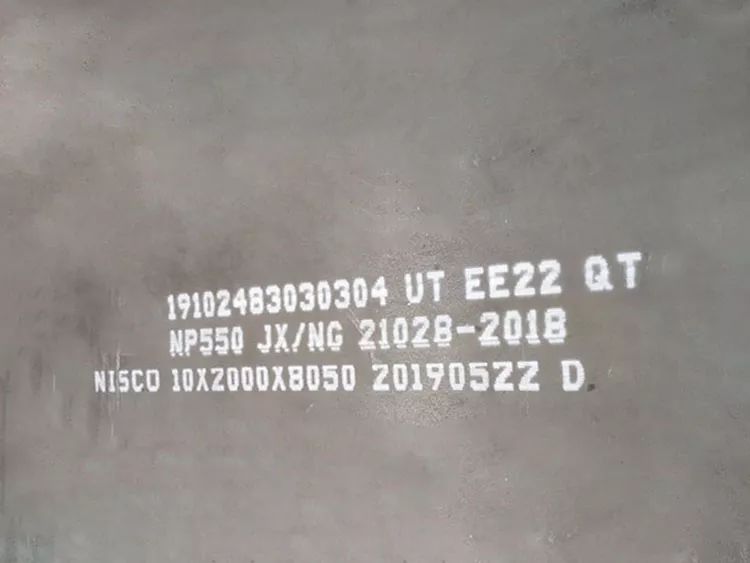 19102483030304 UT EE22 QT
NP550 JX/NG 21028-2018
NISCO 10X2000X8050 20190522 D